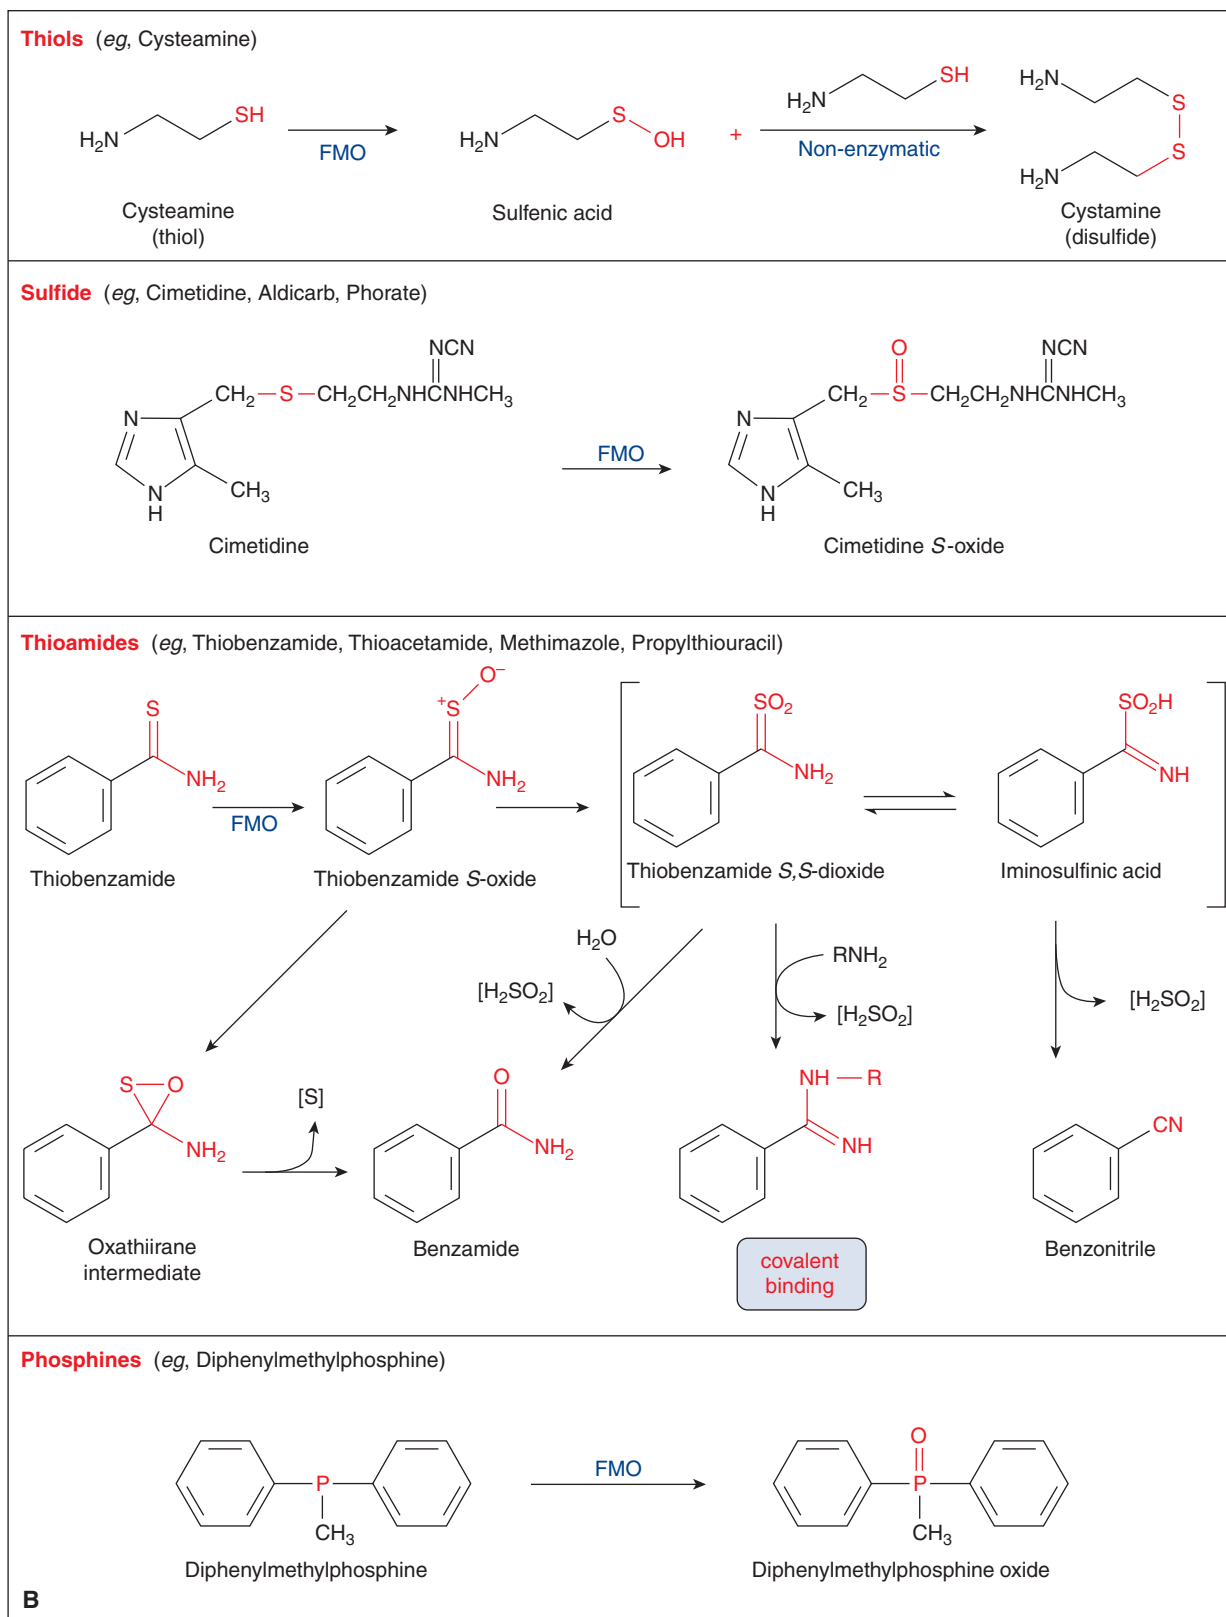 Thiols (eg, Cysteamine)
H2N SH
FMO
H2N S OH
+
H2N SH
Non-enzymatic
H2N S
S
H2N
Cysteamine
(thiol)
Sulfenic acid
Cystamine
(disulfide)
Sulfide (eg, Cimetidine, Aldicarb, Phorate)
NCN
CH2—S—CH2CH2NHCNHCH3
N
N
H
CH3
Cimetidine
FMO
O
NCN
CH2—S—CH2CH2NHCNHCH3
N
N
H
CH3
Cimetidine S-oxide
Thioamides (eg, Thiobenzamide, Thioacetamide, Methimazole, Propylthiouracil)
S
NH2
Thiobenzamide
FMO
O−
+S
NH2
Thiobenzamide S-oxide
SO2
NH2
Thiobenzamide S,S-dioxide
SO2H
NH
Iminosulfinic acid
H2O
[H2SO2]
RNH2
[H2SO2]
[H2SO2]
S—O
NH2
Oxathiirane
intermediate
[S]
O
NH2
Benzamide
NH—R
NH
covalent
binding
CN
Benzonitrile
Phosphines (eg, Diphenylmethylphosphine)
P
CH3
Diphenylmethylphosphine
FMO
O
P
CH3
Diphenylmethylphosphine oxide
B